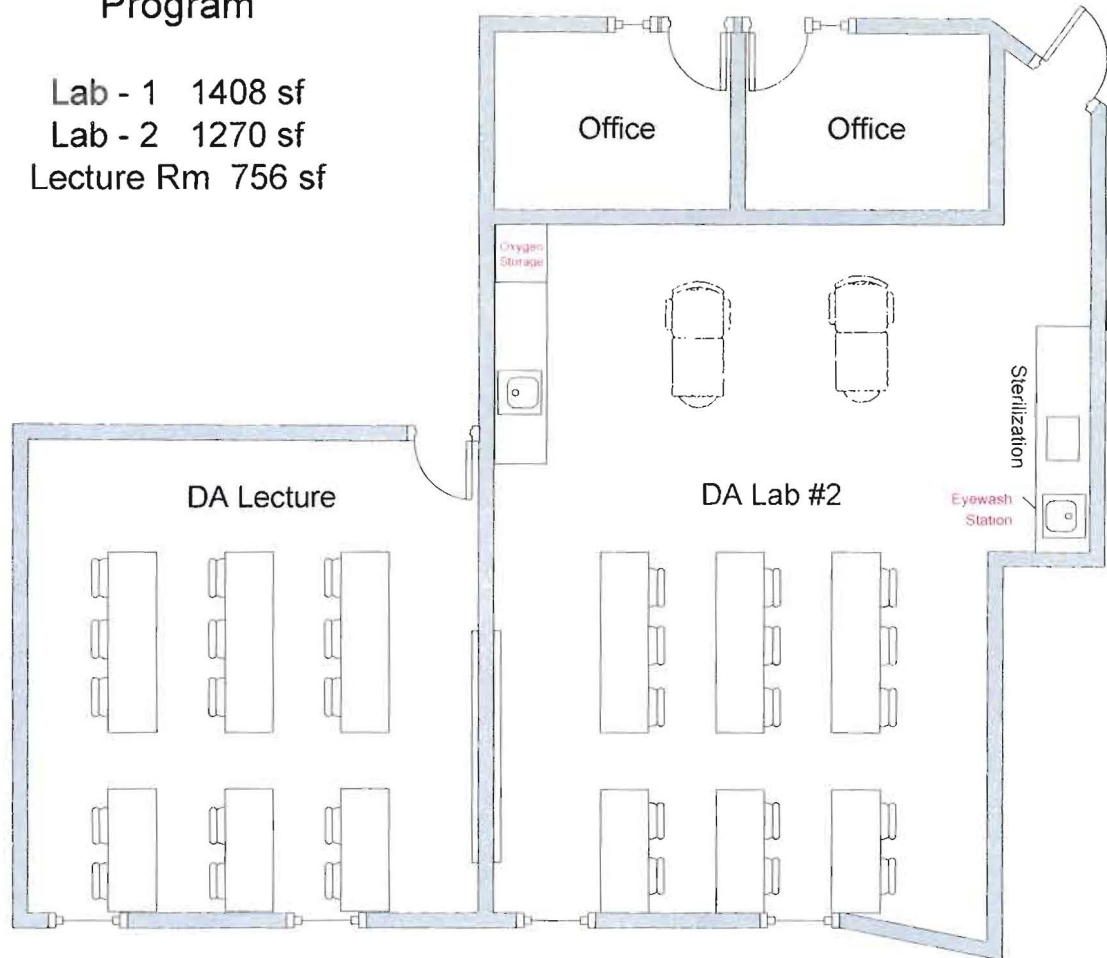 Program
Lab - 1 1408 sf
Lab - 2 1270 sf
Lecture Rm 756 sf
Office
Office
Oxygen
Storage
Sterilization
DA Lecture
DA Lab #2
Eyewash
Station